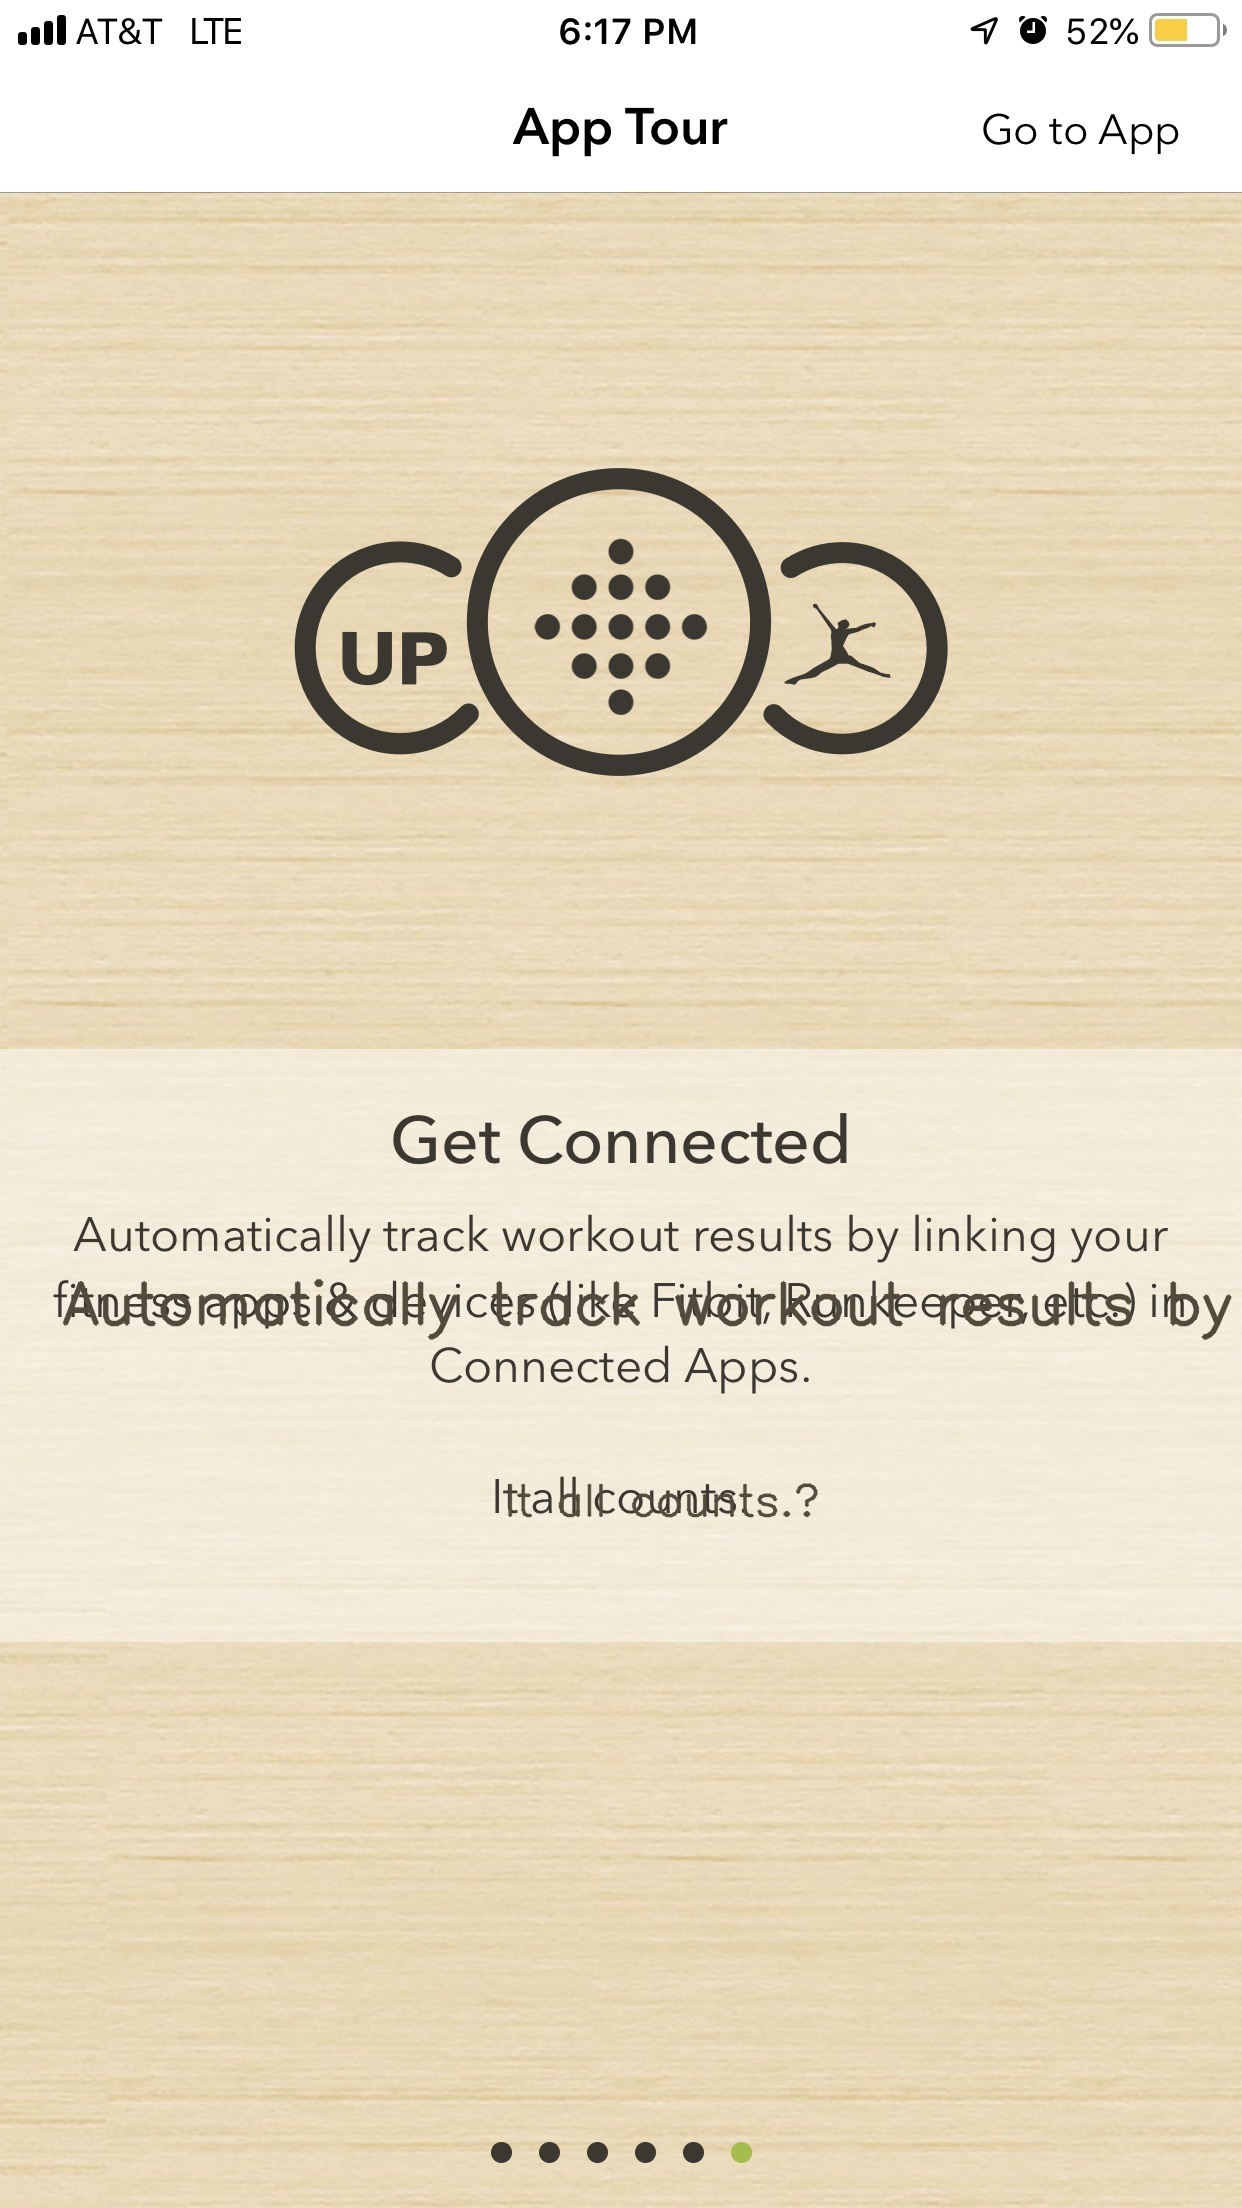 AT&T LTE 6:17 PM 52%
App Tour Go to App
UP
Get Connected
Automatically track workout results by linking your
fitness apps & devices (like Fitbit, Runkeeper, etc.) in
Automatically track workout results by
Connected Apps.
It all counts.
It all counts.?